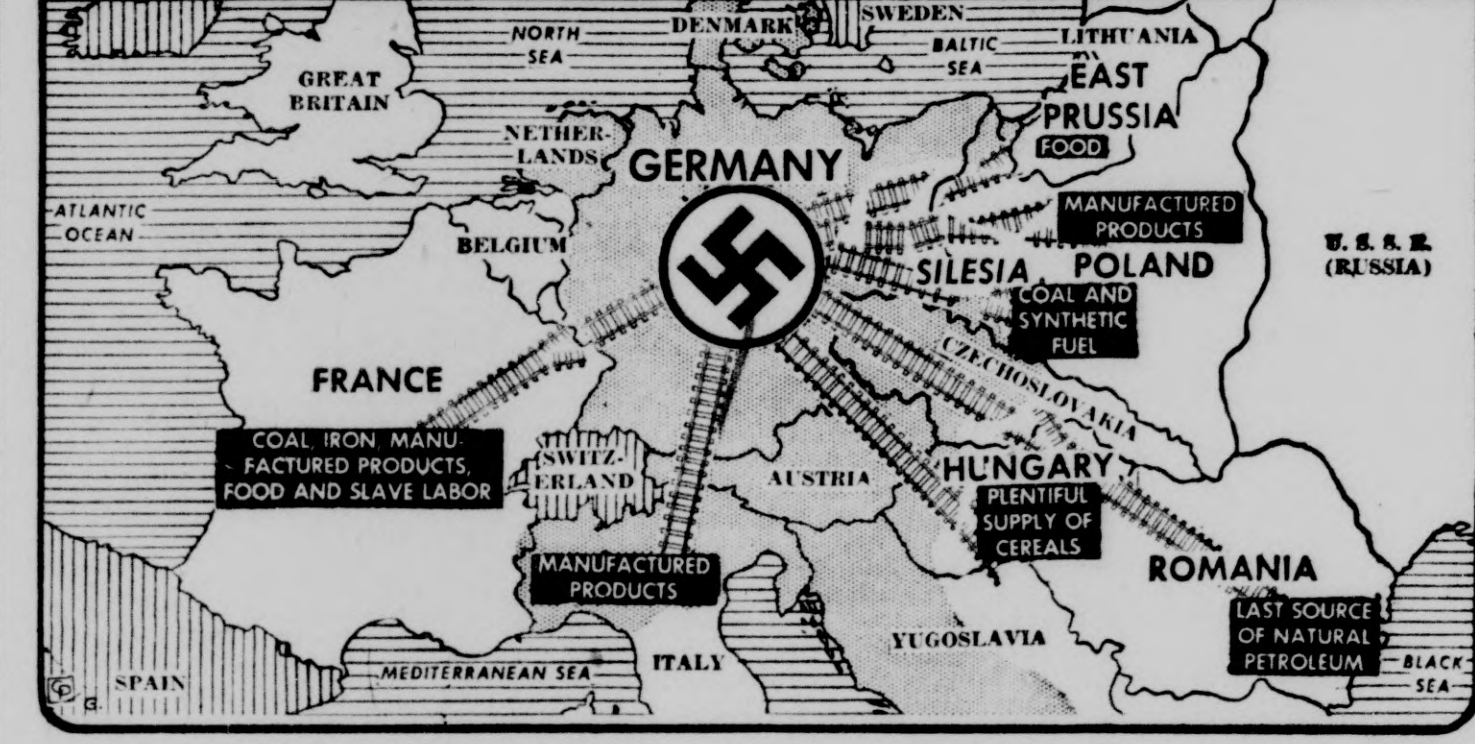 DENMARK
SWEDEN
NORTH
SEA
BALTIC
SEA
LITHUANIA
GREAT
BRITAIN
EAST
PRUSSIA
FOOD
NETHER-
LANDS
GERMANY
ATLANTIC
OCEAN
MANUFACTURED
PRODUCTS
BELGIUM
SILESIA
POLAND
U. S. S. R.
(RUSSIA)
COAL AND
SYNTHETIC
FUEL
CZECHOSLOVAKIA
FRANCE
COAL, IRON, MANU-
FACTURED PRODUCTS,
FOOD AND SLAVE LABOR
SWITZ-
ERLAND
AUSTRIA
HUNGARY
PLENTIFUL
SUPPLY OF
CEREALS
MANUFACTURED
PRODUCTS
ROMANIA
LAST SOURCE
OF NATURAL
PETROLEUM
YUGOSLAVIA
ITALY
MEDITERRANEAN SEA
SPAIN
BLACK
SEA
CP
G.